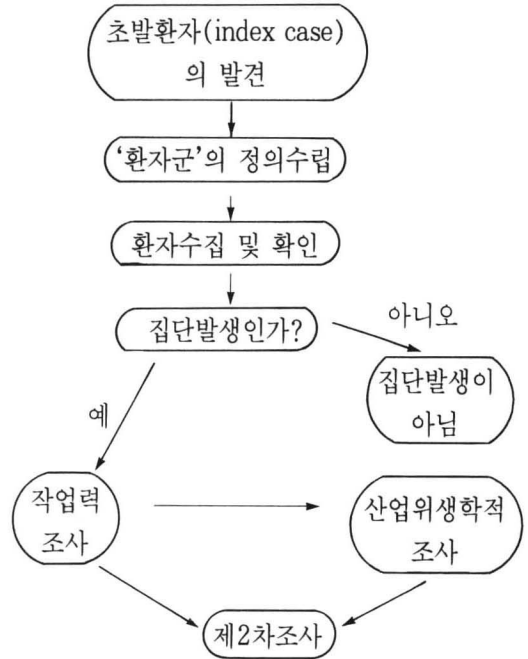 초발환자(index case)
의 발견
‘환자군’의 정의수립
환자수집 및 확인
집단발생인가?
아니오
집단발생이
아님
예
작업력
조사
산업위생학적
조사
제2차조사